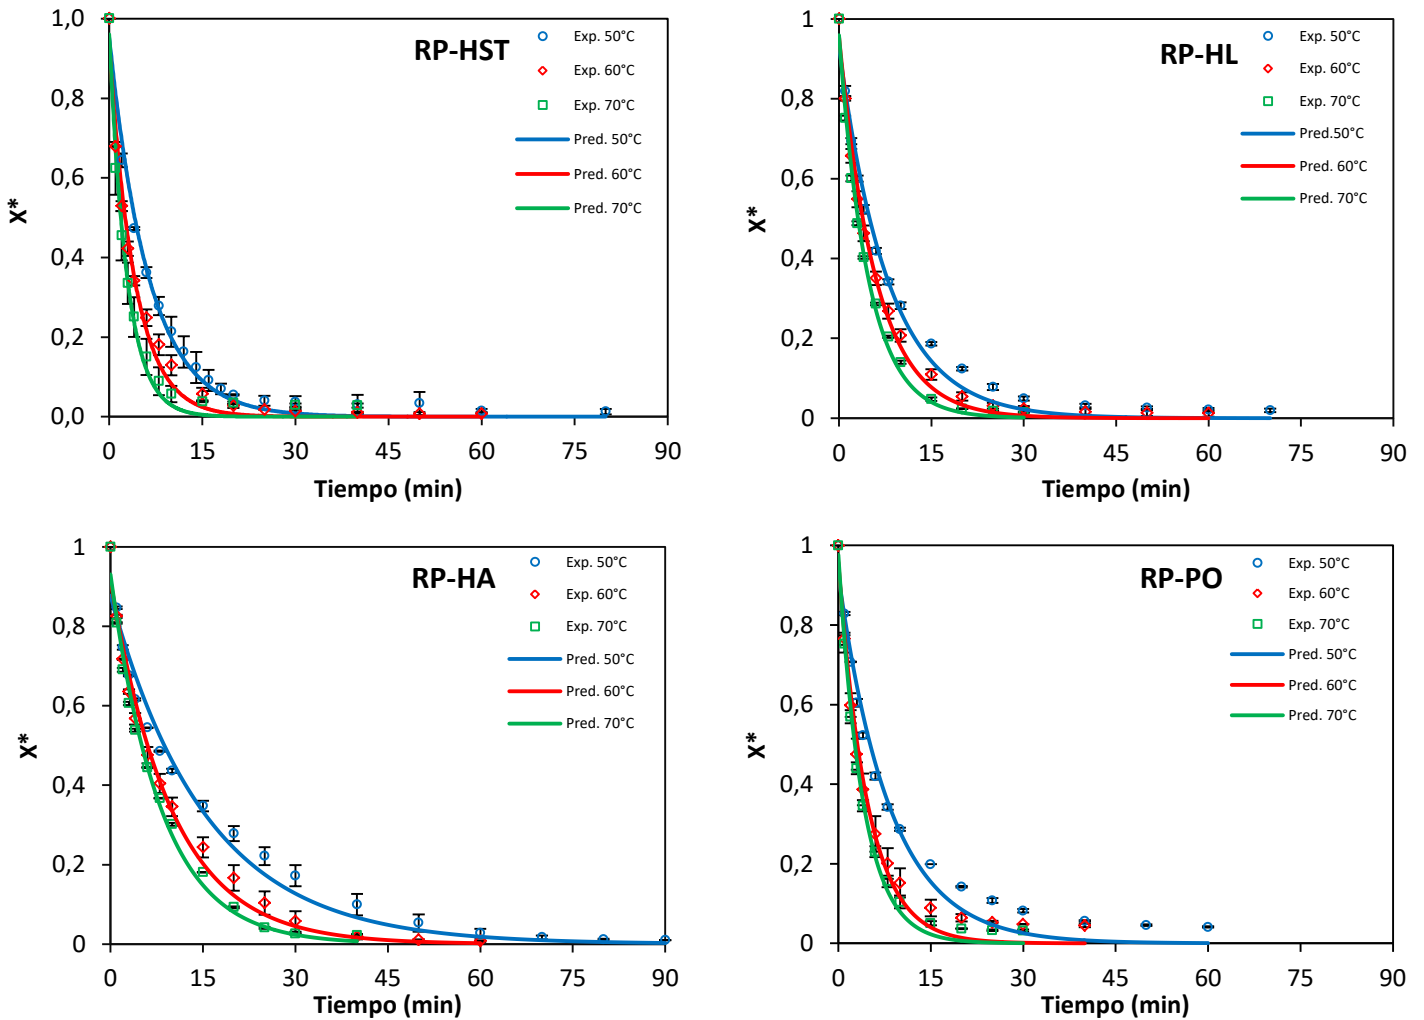 RP-HST
X*
1,0
0,8
0,6
0,4
0,2
0,0
0 15 30 45 60 75 90
Tiempo (min)
Exp. 50°C
Exp. 60°C
Exp. 70°C
Pred. 50°C
Pred. 60°C
Pred. 70°C
RP-HL
X*
1
0,8
0,6
0,4
0,2
0
0 15 30 45 60 75 90
Tiempo (min)
Exp. 50°C
Exp. 60°C
Exp. 70°C
Pred.50°C
Pred. 60°C
Pred. 70°C
RP-HA
X*
1
0,8
0,6
0,4
0,2
0
0 15 30 45 60 75 90
Tiempo (min)
Exp. 50°C
Exp. 60°C
Exp. 70°C
Pred. 50°C
Pred. 60°C
Pred. 70°C
RP-PO
X*
1
0,8
0,6
0,4
0,2
0
0 15 30 45 60 75 90
Tiempo (min)
Exp. 50°C
Exp. 60°C
Exp. 70°C
Pred. 50°C
Pred. 60°C
Pred. 70°C